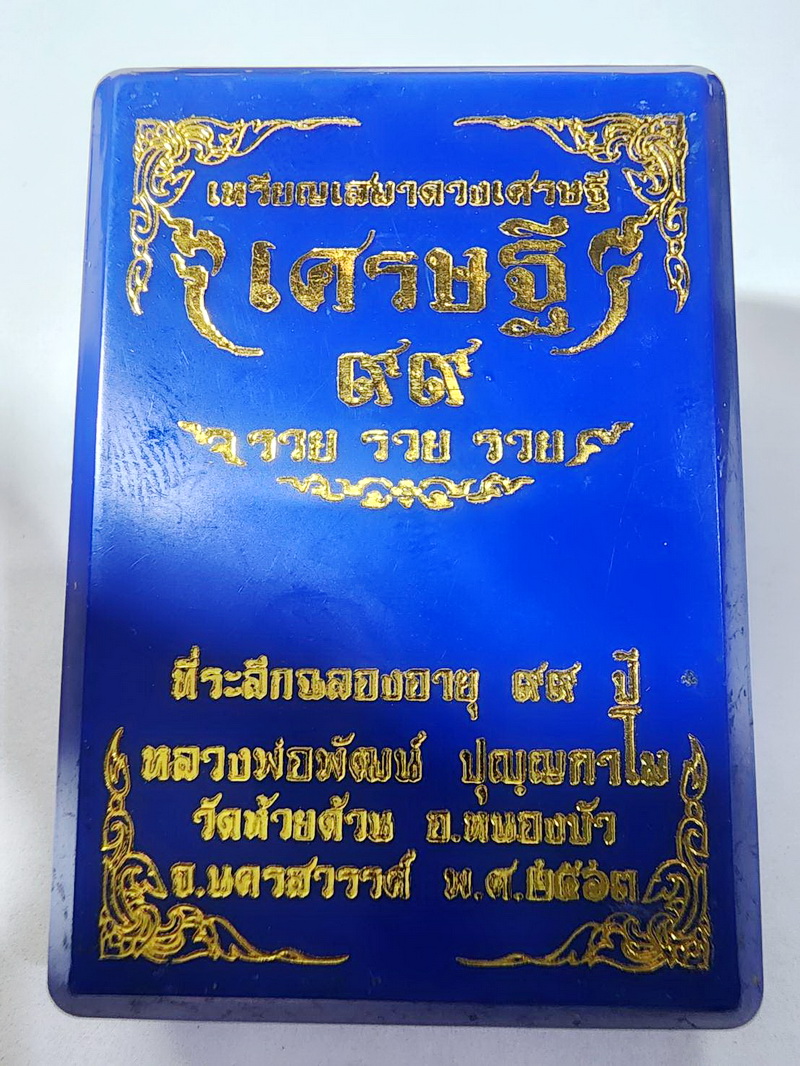 เหรียญเสมาดวงเศรษฐี
เศรษฐี
๙๙
รวย รวย รวย
ที่ระลึกฉลองอายุ ๙๙ ปี
หลวงพ่อพัฒน์ ปุญฺญกาโม
วัดห้วยด้วน อ.หนองบัว
จ.นครสวรรค์ พ.ศ.๒๕๖๓